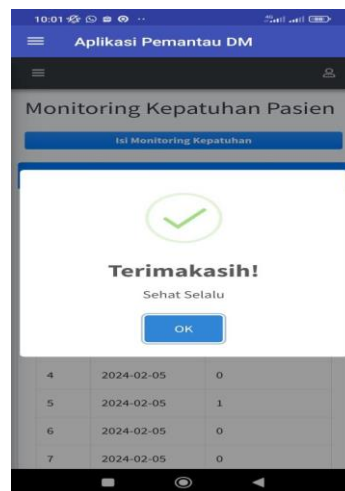 10:01
Aplikasi Pemantau DM
Monitoring Kepatuhan Pasien
Isi Monitoring Kepatuhan
Terimakasih!
Sehat Selalu
OK
4 2024-02-05 0
5 2024-02-05 1
6 2024-02-05 0
7 2024-02-05 0